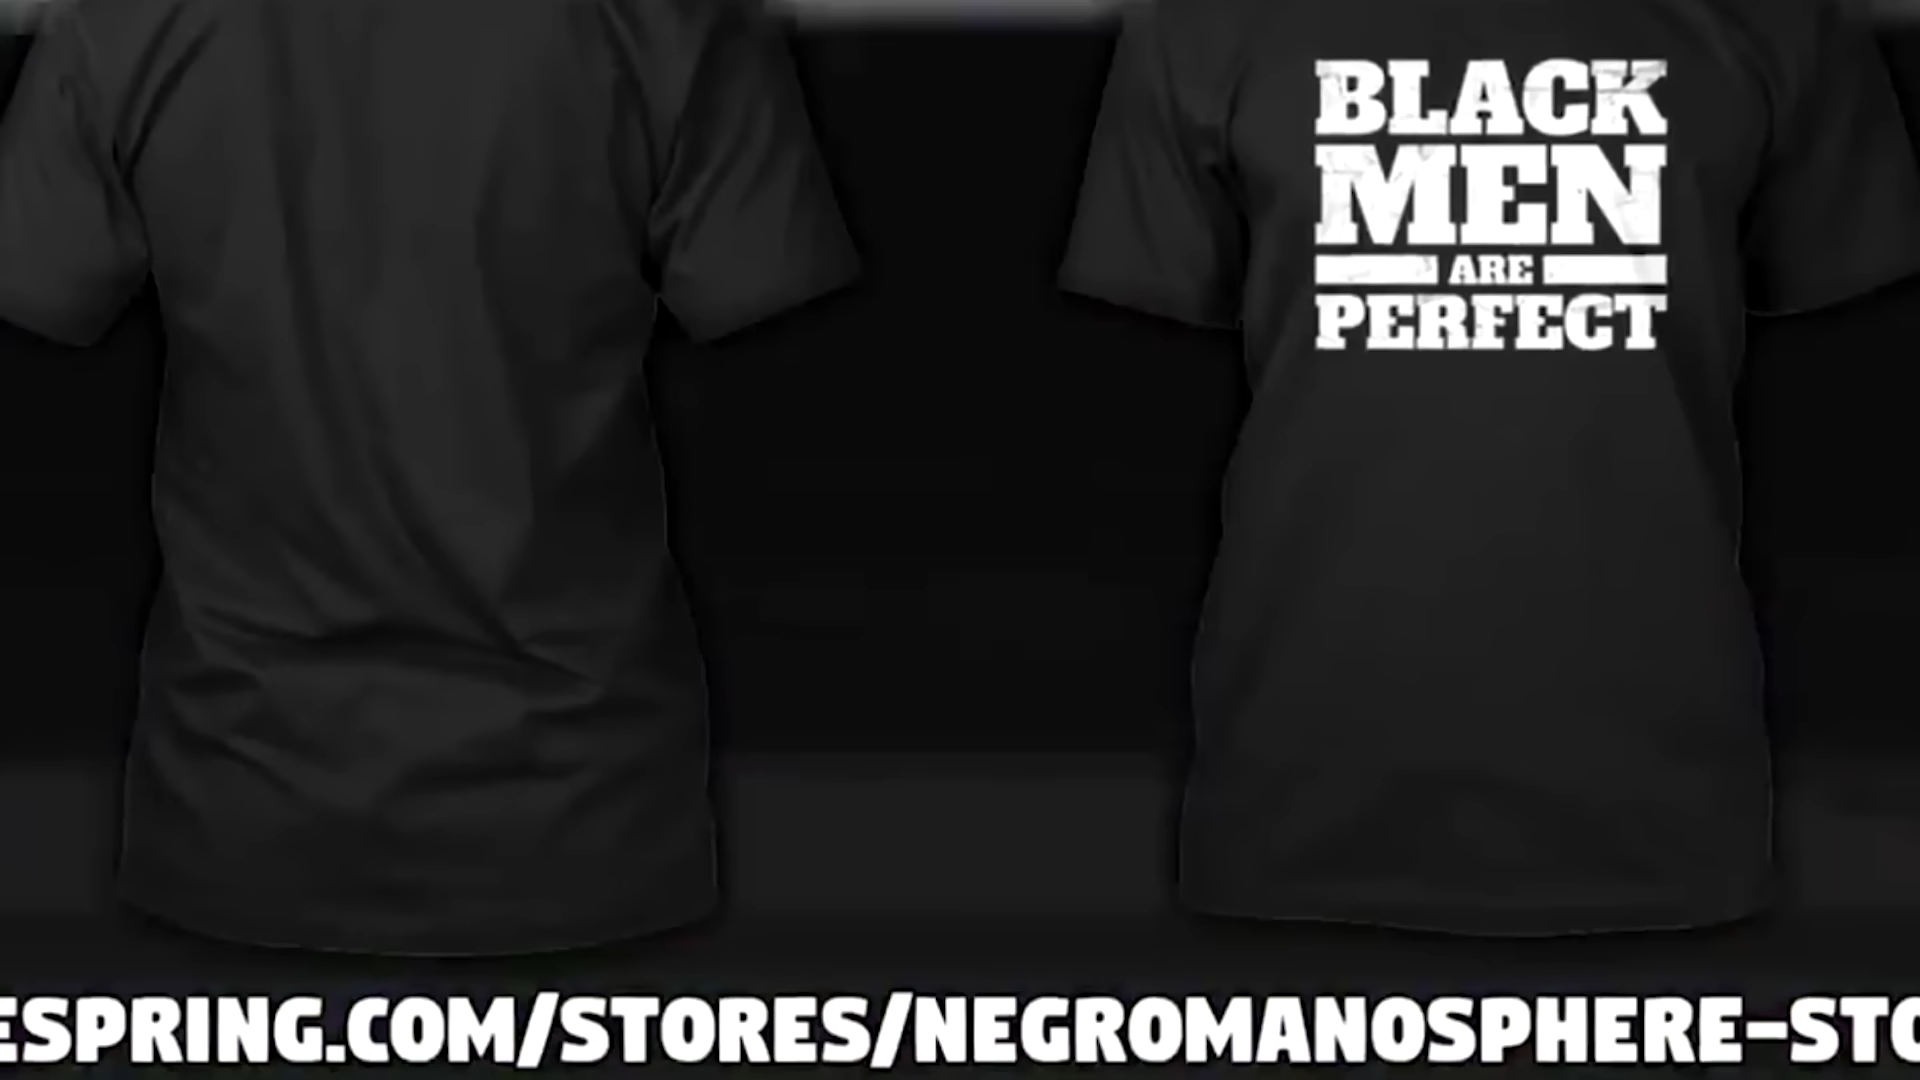 BLACK
MEN
ARE
PERFECT
ESPRING.COM/STORES/NEGROMANOSPHERE-STO